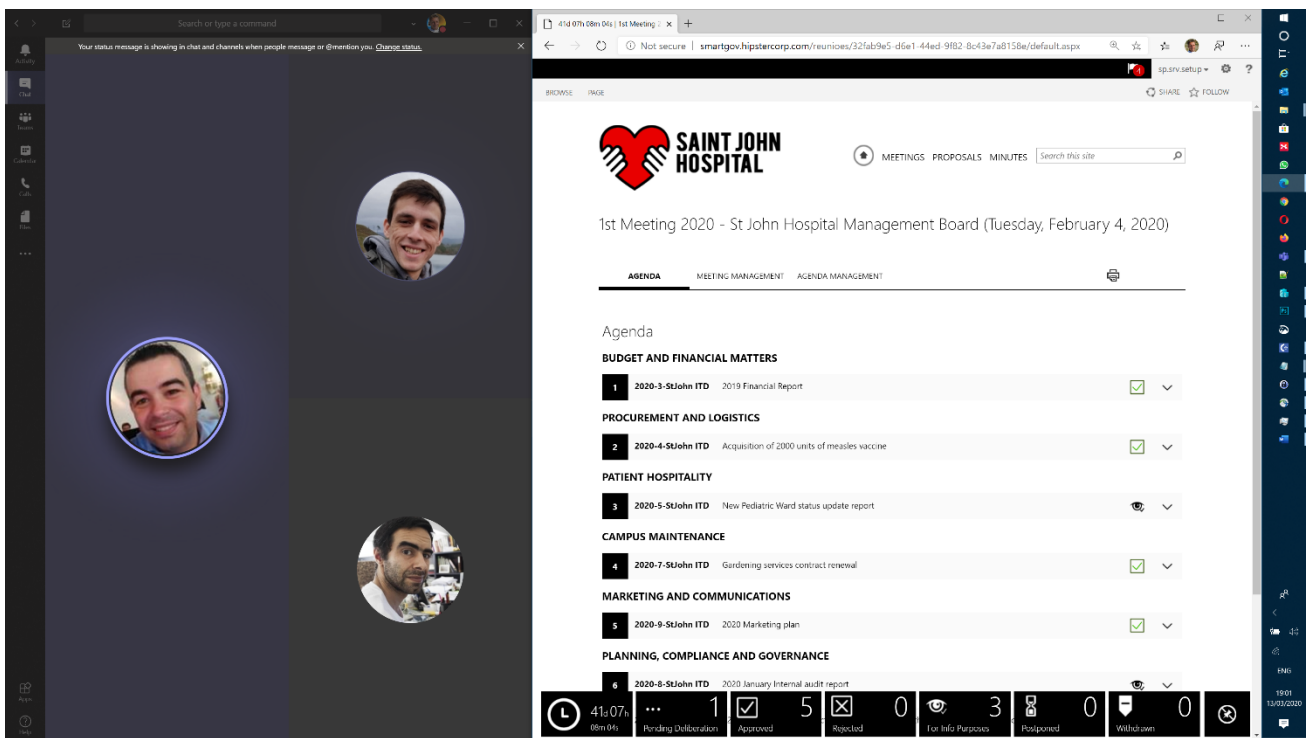 Search or type a command
Your status message is showing in chat and channels when people message or @mention you. Change status.
Activity
Chat
Teams
Calendar
Calls
Files
Apps
Help
41d 07h 08m 04s | 1st Meeting 2
Not secure | smartgov.hipstercorp.com/reunioes/32fab9e5-d6e1-44ed-9f82-8c43e7a8158e/default.aspx
sp.srv.setup
?
BROWSE PAGE
SHARE FOLLOW
SAINT JOHN
HOSPITAL
MEETINGS PROPOSALS MINUTES Search this site
1st Meeting 2020 - St John Hospital Management Board (Tuesday, February 4, 2020)
AGENDA MEETING MANAGEMENT AGENDA MANAGEMENT
Agenda
BUDGET AND FINANCIAL MATTERS
1 2020-3-StJohn ITD 2019 Financial Report
PROCUREMENT AND LOGISTICS
2 2020-4-StJohn ITD Acquisition of 2000 units of measles vaccine
PATIENT HOSPITALITY
3 2020-5-StJohn ITD New Pediatric Ward status update report
CAMPUS MAINTENANCE
4 2020-7-StJohn ITD Gardening services contract renewal
MARKETING AND COMMUNICATIONS
5 2020-9-StJohn ITD 2020 Marketing plan
PLANNING, COMPLIANCE AND GOVERNANCE
6 2020-8-StJohn ITD 2020 January Internal audit report
41d 07h
08m 04s
1
Pending Deliberation
5
Approved
0
Rejected
3
For Info Purposes
0
Postponed
0
Withdrawn
ENG
19:01
13/03/2020